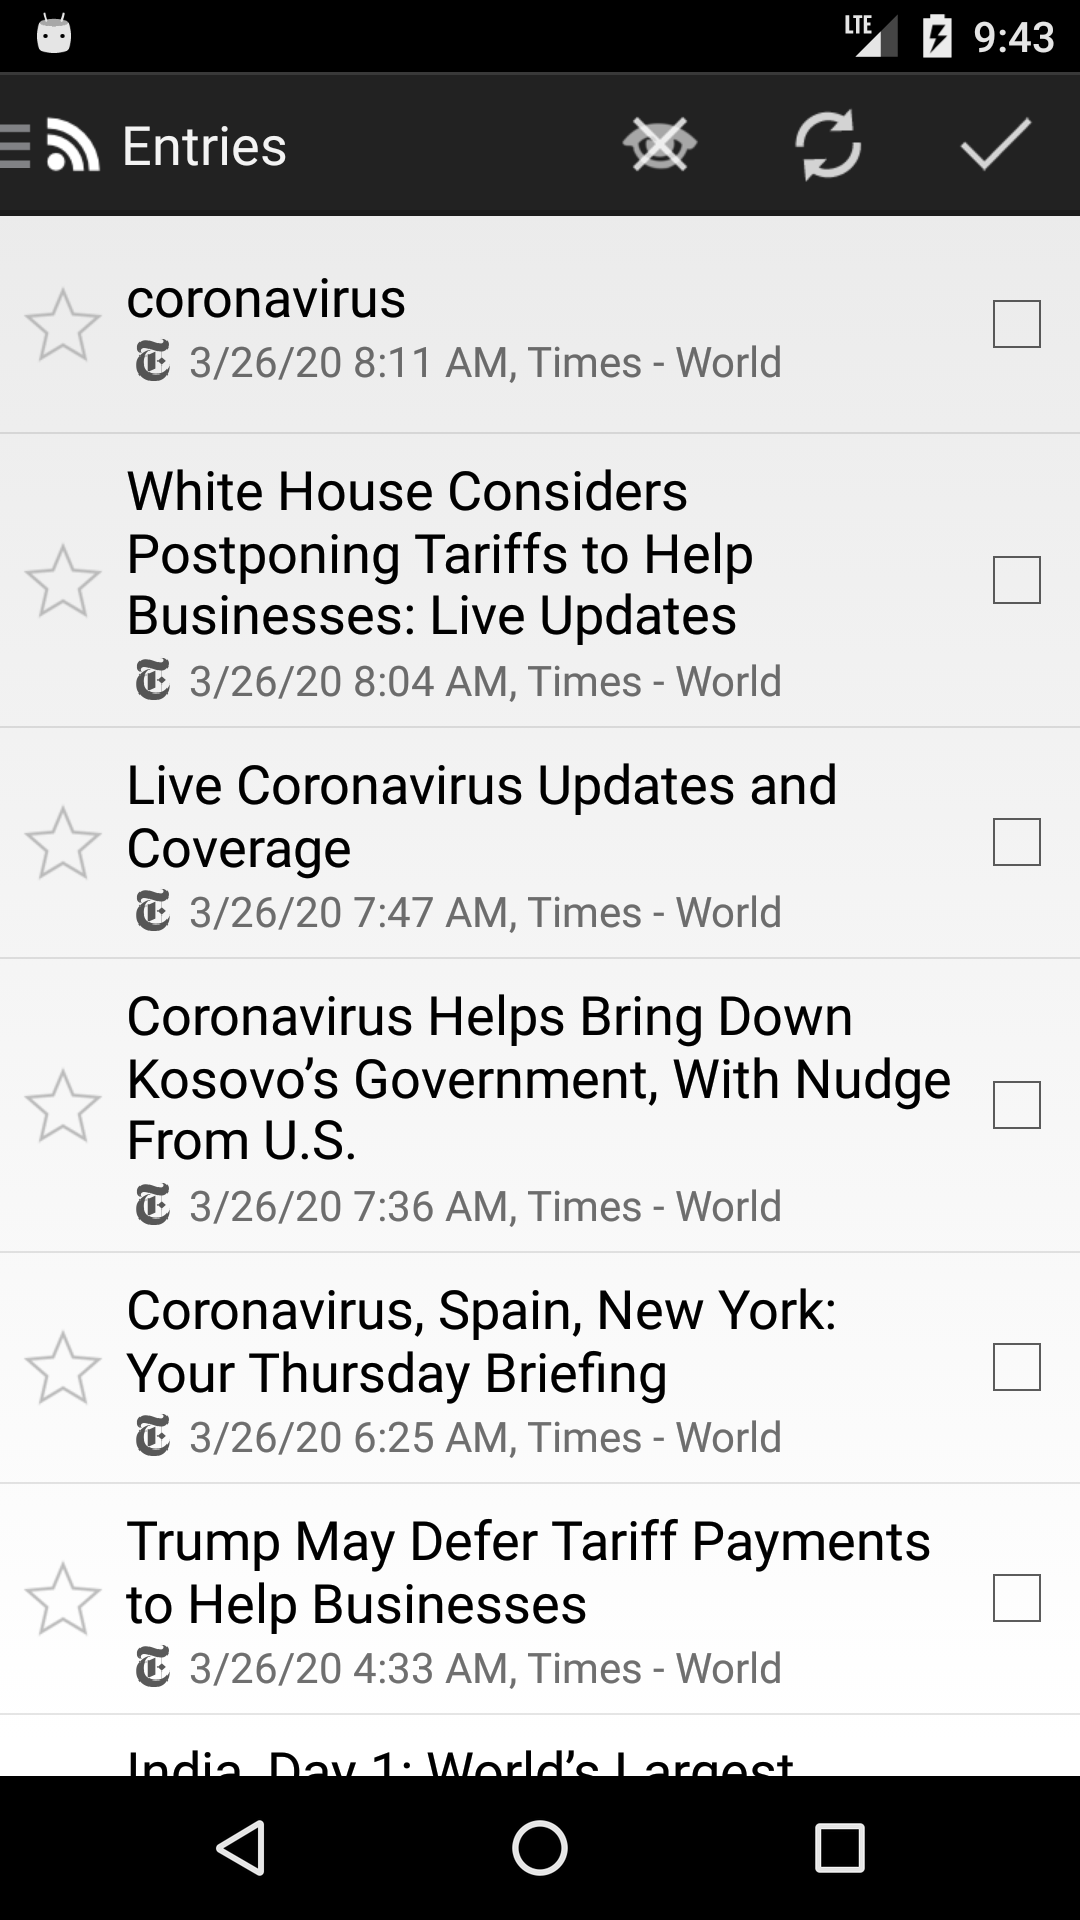 LTE 9:43
Entries
coronavirus
3/26/20 8:11 AM, Times - World
White House Considers
Postponing Tariffs to Help
Businesses: Live Updates
3/26/20 8:04 AM, Times - World
Live Coronavirus Updates and
Coverage
3/26/20 7:47 AM, Times - World
Coronavirus Helps Bring Down
Kosovo’s Government, With Nudge
From U.S.
3/26/20 7:36 AM, Times - World
Coronavirus, Spain, New York:
Your Thursday Briefing
3/26/20 6:25 AM, Times - World
Trump May Defer Tariff Payments
to Help Businesses
3/26/20 4:33 AM, Times - World
India, Day 1: World’s Largest